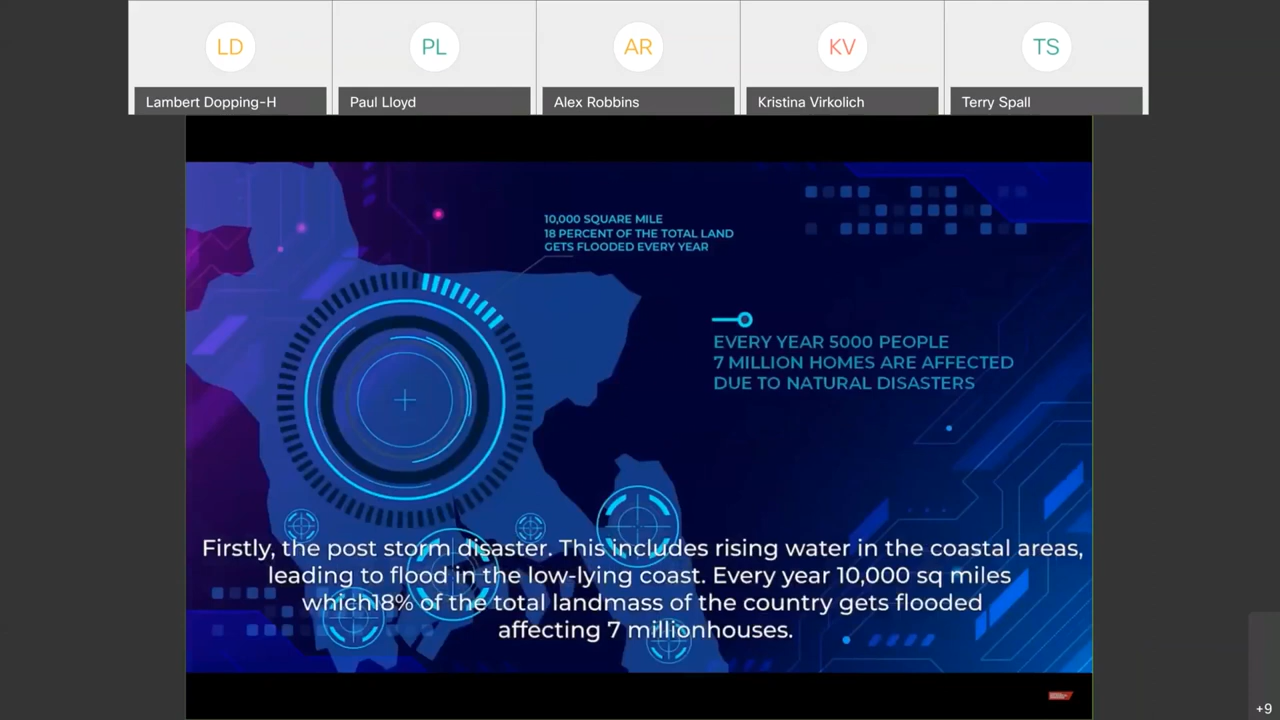 LD
PL
AR
KV
TS
Lambert Dopping-H
Paul Lloyd
Alex Robbins
Kristina Virkolich
Terry Spall
10,000 SQUARE MILE
18 PERCENT OF THE TOTAL LAND
GETS FLOODED EVERY YEAR
EVERY YEAR 5000 PEOPLE
7 MILLION HOMES ARE AFFECTED
DUE TO NATURAL DISASTERS
Firstly, the post storm disaster. This includes rising water in the coastal areas,
leading to flood in the low-lying coast. Every year 10,000 sq miles
which18% of the total landmass of the country gets flooded
affecting 7 millionhouses.
+9